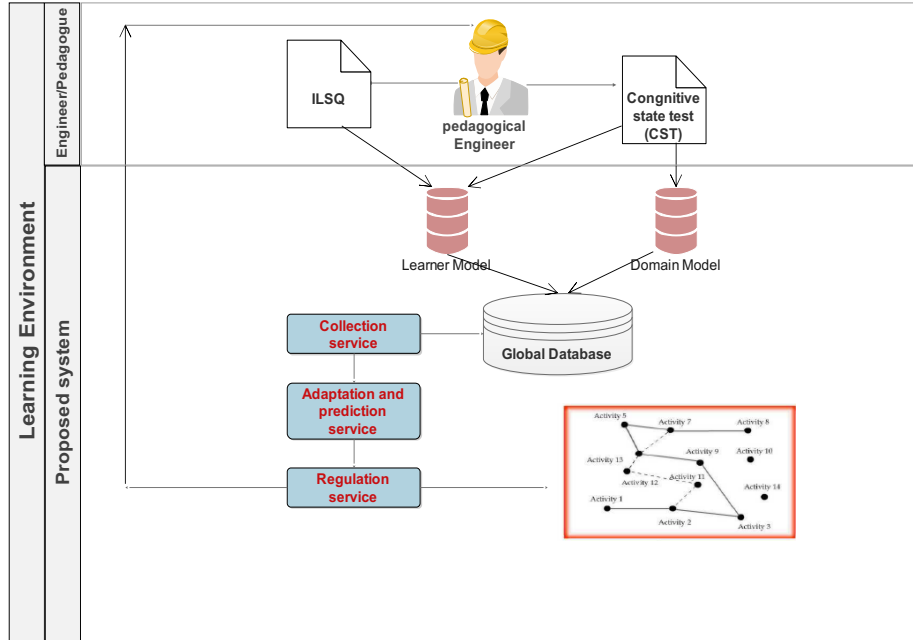 Learning Environment
Engineer/Pedagogue
Proposed system
ILSQ
pedagogical
Engineer
Congnitive
state test
(CST)
Learner Model
Domain Model
Global Database
Collection
service
Adaptation and
prediction
service
Regulation
service
Activity 5
Activity 7
Activity 8
Activity 13
Activity 9
Activity 10
Activity 12
Activity 11
Activity 14
Activity 1
Activity 2
Activity 3